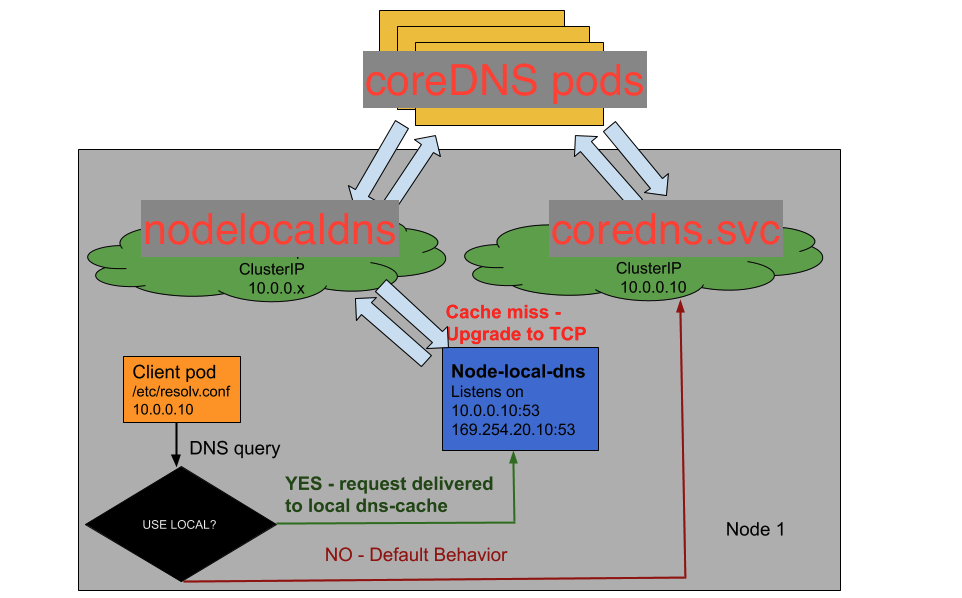 coreDNS pods
nodelocaldns
coredns.svc
ClusterIP
10.0.0.x
ClusterIP
10.0.0.10
Cache miss -
Upgrade to TCP
Client pod
/etc/resolv.conf
10.0.0.10
Node-local-dns
Listens on
10.0.0.10:53
169.254.20.10:53
DNS query
YES - request delivered
to local dns-cache
USE LOCAL?
NO - Default Behavior
Node 1